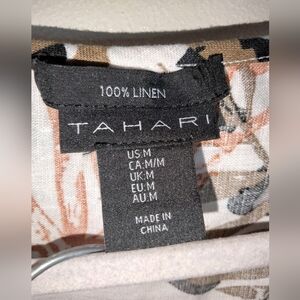 100% LINEN
TAHARI
US:M
CA:M/M
UK:M
EU:M
AU:M
MADE IN
CHINA